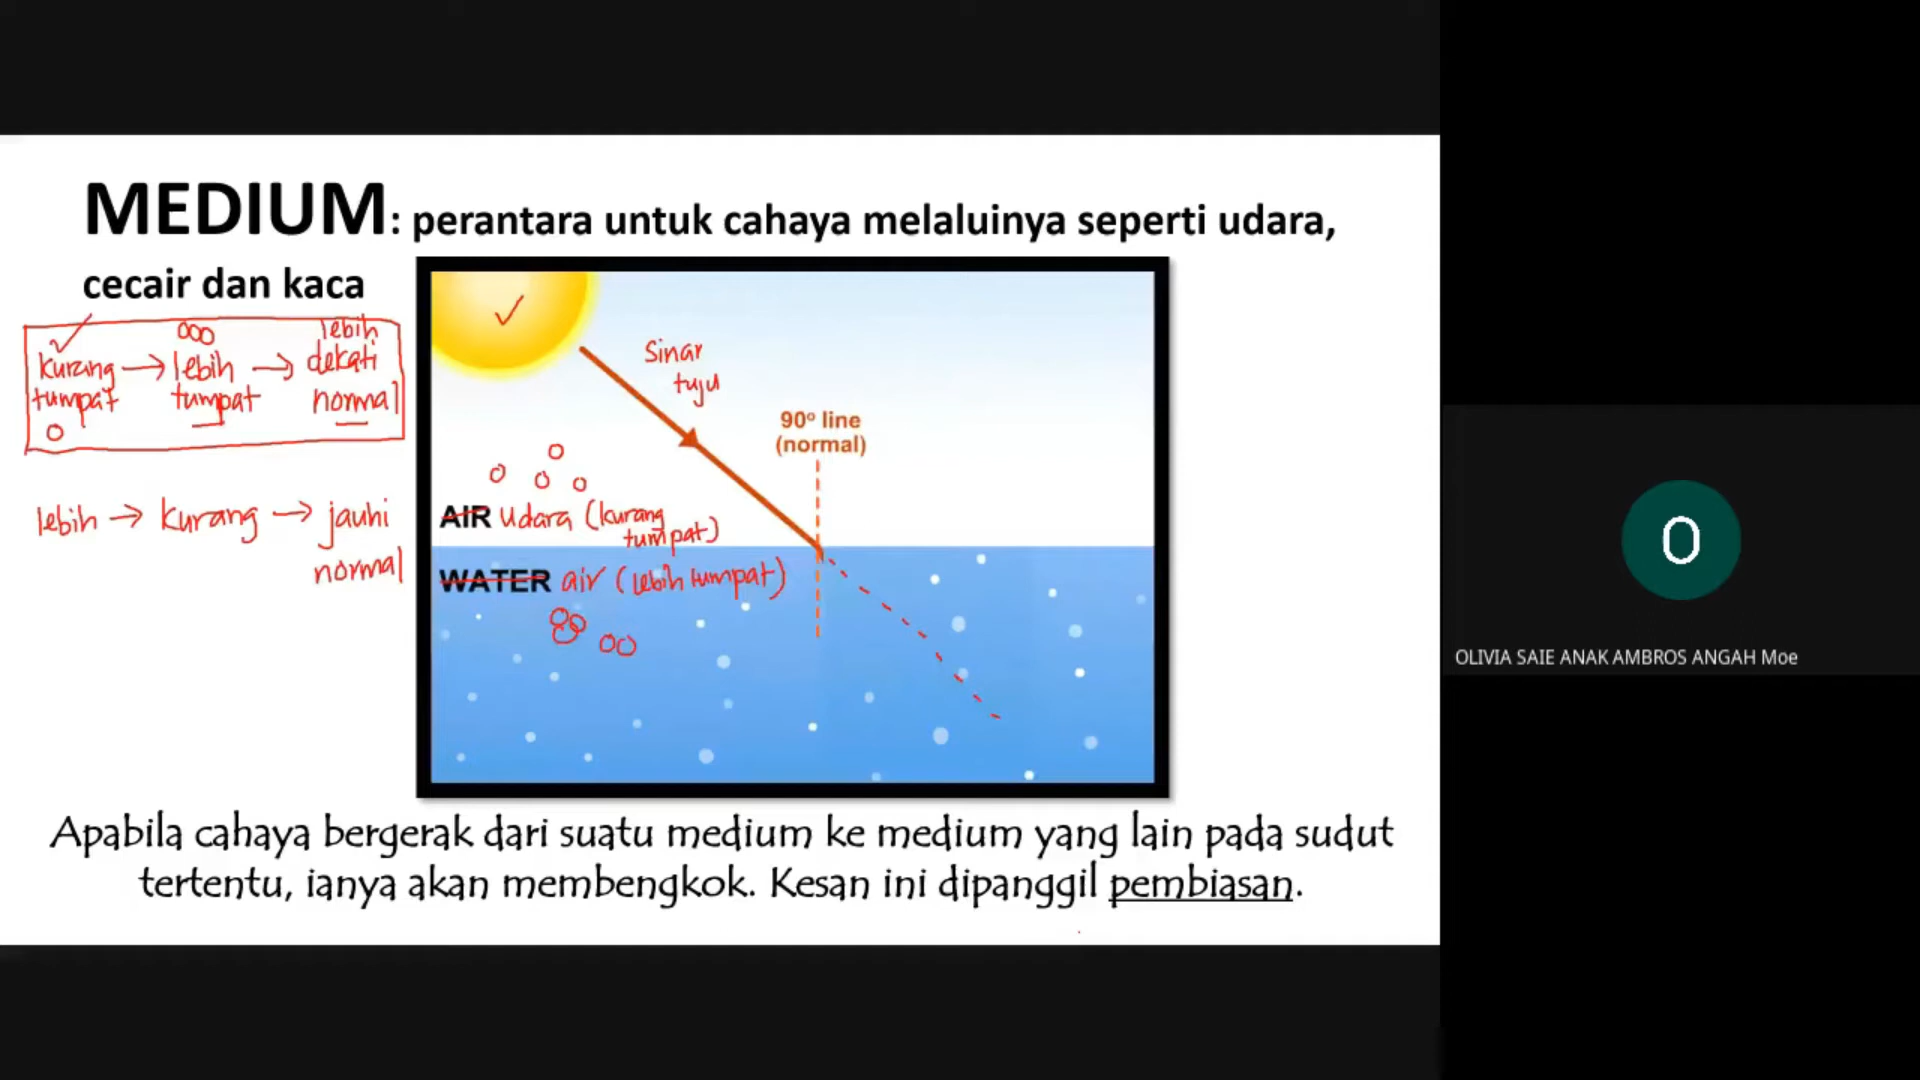 MEDIUM: perantara untuk cahaya melaluinya seperti udara,
cecair dan kaca
kurang → lebih → lebih dekati
tumpat tumpat normal
lebih → kurang → jauhi
normal
Sinar
tuju
90º line
(normal)
AIR udara (kurang
tumpat)
WATER air (lebih tumpat)
Apabila cahaya bergerak dari suatu medium ke medium yang lain pada sudut
tertentu, ianya akan membengkok. Kesan ini dipanggil pembiasan.
O
OLIVIA SAIE ANAK AMBROS ANGAH Moe